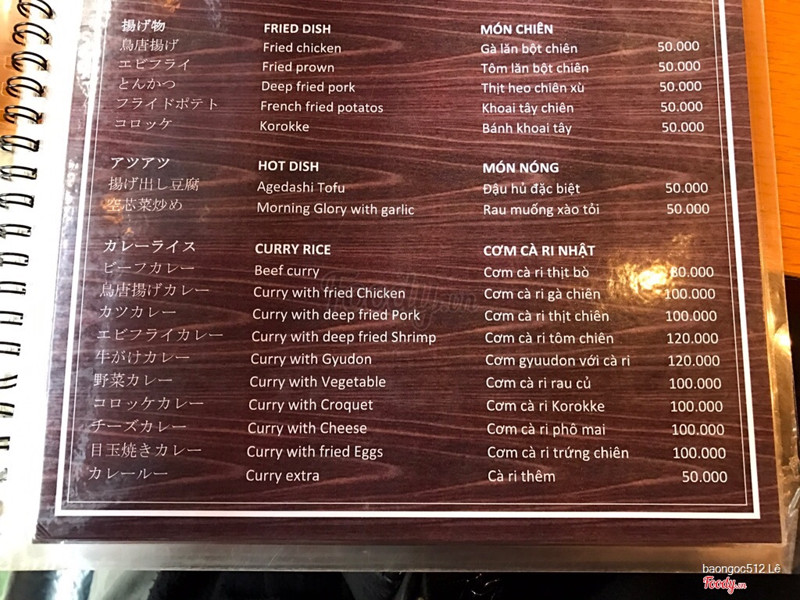 揚げ物 FRIED DISH MÓN CHIÊN
鳥唐揚げ Fried chicken Gà lăn bột chiên 50.000
エビフライ Fried prown Tôm lăn bột chiên 50.000
とんかつ Deep fried pork Thịt heo chiên xù 50.000
フライドポテト French fried potatos Khoai tây chiên 50.000
コロッケ Korokke Bánh khoai tây 50.000
アツアツ HOT DISH MÓN NÓNG
揚げ出し豆腐 Agedashi Tofu Đậu hủ đặc biệt 50.000
空芯菜炒め Morning Glory with garlic Rau muống xào tỏi 50.000
カレーライス CURRY RICE CƠM CÀ RI NHẬT
ビーフカレー Beef curry Cơm cà ri thịt bò 80.000
鳥唐揚げカレー Curry with fried Chicken Cơm cà ri gà chiên 100.000
カツカレー Curry with deep fried Pork Cơm cà ri thịt chiên 100.000
エビフライカレー Curry with deep fried Shrimp Cơm cà ri tôm chiên 120.000
牛がけカレー Curry with Gyudon Cơm gyuudon với cà ri 120.000
野菜カレー Curry with Vegetable Cơm cà ri rau củ 100.000
コロッケカレー Curry with Croquet Cơm cà ri Korokke 100.000
チーズカレー Curry with Cheese Cơm cà ri phô mai 100.000
目玉焼きカレー Curry with fried Eggs Cơm cà ri trứng chiên 100.000
カレールー Curry extra Cà ri thêm 50.000
baongoc512 Lê
Foody.vn